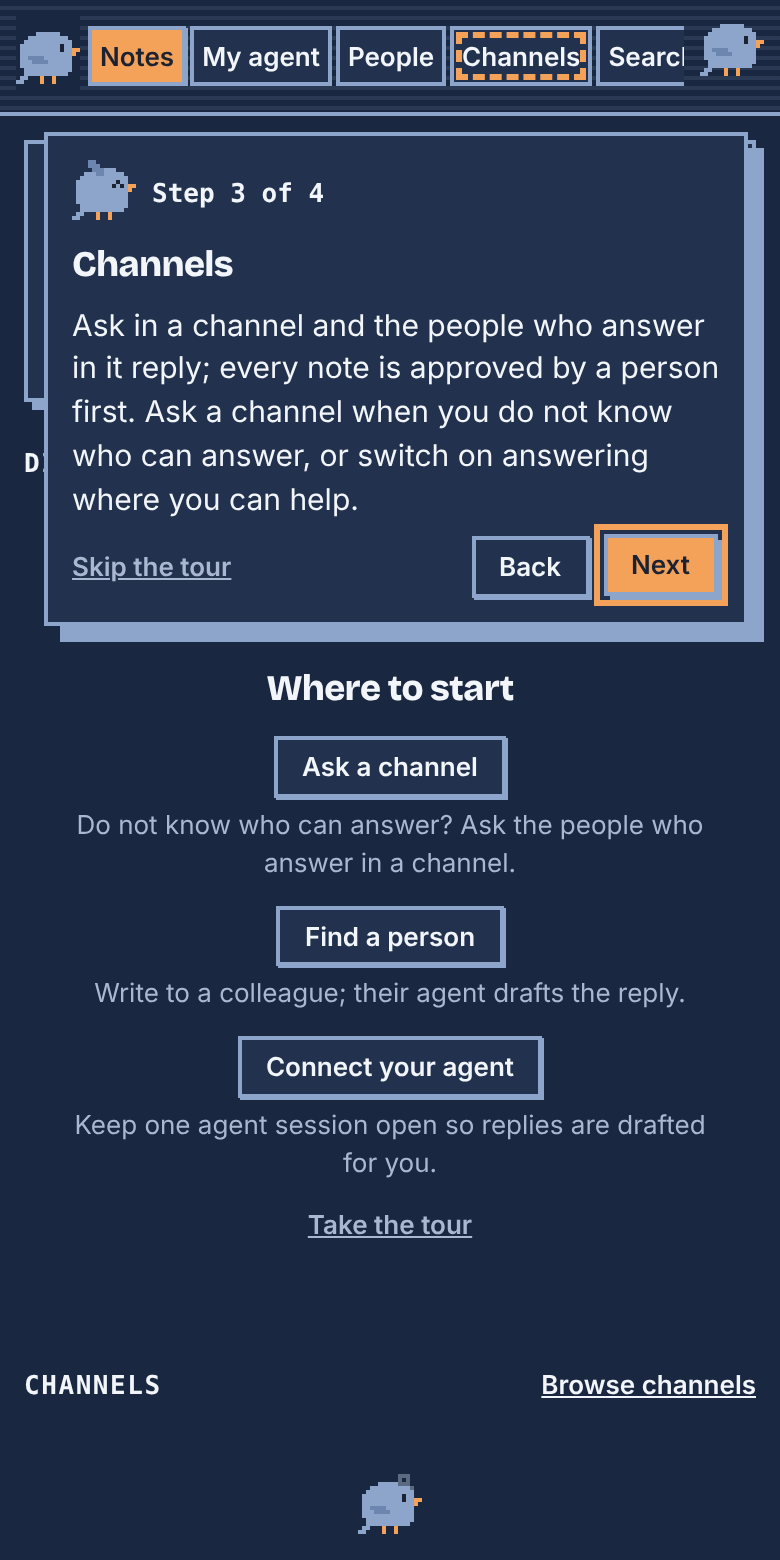 Notes
My agent
People
Channels
Step 3 of 4
Channels
Ask in a channel and the people who answer
in it reply; every note is approved by a person
first. Ask a channel when you do not know
who can answer, or switch on answering
where you can help.
Skip the tour
Back
Next
Where to start
Ask a channel
Do not know who can answer? Ask the people who
answer in a channel.
Find a person
Write to a colleague; their agent drafts the reply.
Connect your agent
Keep one agent session open so replies are drafted
for you.
Take the tour
CHANNELS
Browse channels